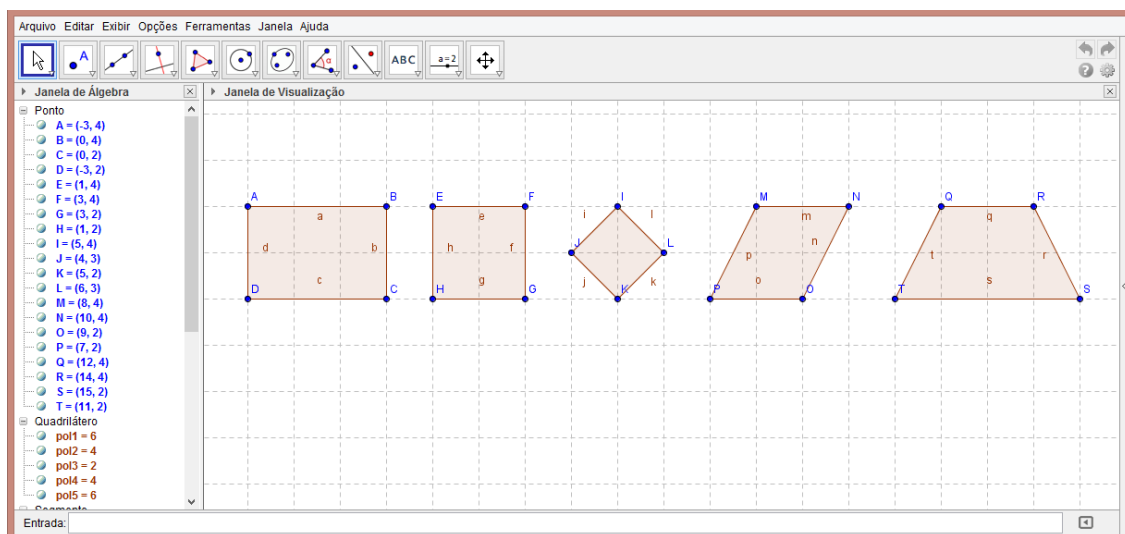 Arquivo Editar Exibir Opções Ferramentas Janela Ajuda
A ABC a=2
Janela de Álgebra
Janela de Visualização
Ponto
A = (-3, 4)
B = (0, 4)
C = (0, 2)
D = (-3, 2)
E = (1, 4)
F = (3, 4)
G = (3, 2)
H = (1, 2)
I = (5, 4)
J = (4, 3)
K = (5, 2)
L = (6, 3)
M = (8, 4)
N = (10, 4)
O = (9, 2)
P = (7, 2)
Q = (12, 4)
R = (14, 4)
S = (15, 2)
T = (11, 2)
Quadrilátero
pol1 = 6
pol2 = 4
pol3 = 2
pol4 = 4
pol5 = 6
Segmento
A B E F I M N Q R
a e i l m q
d b h f J L n p t r
c g j k o s
D C H G K P O T S
Entrada: